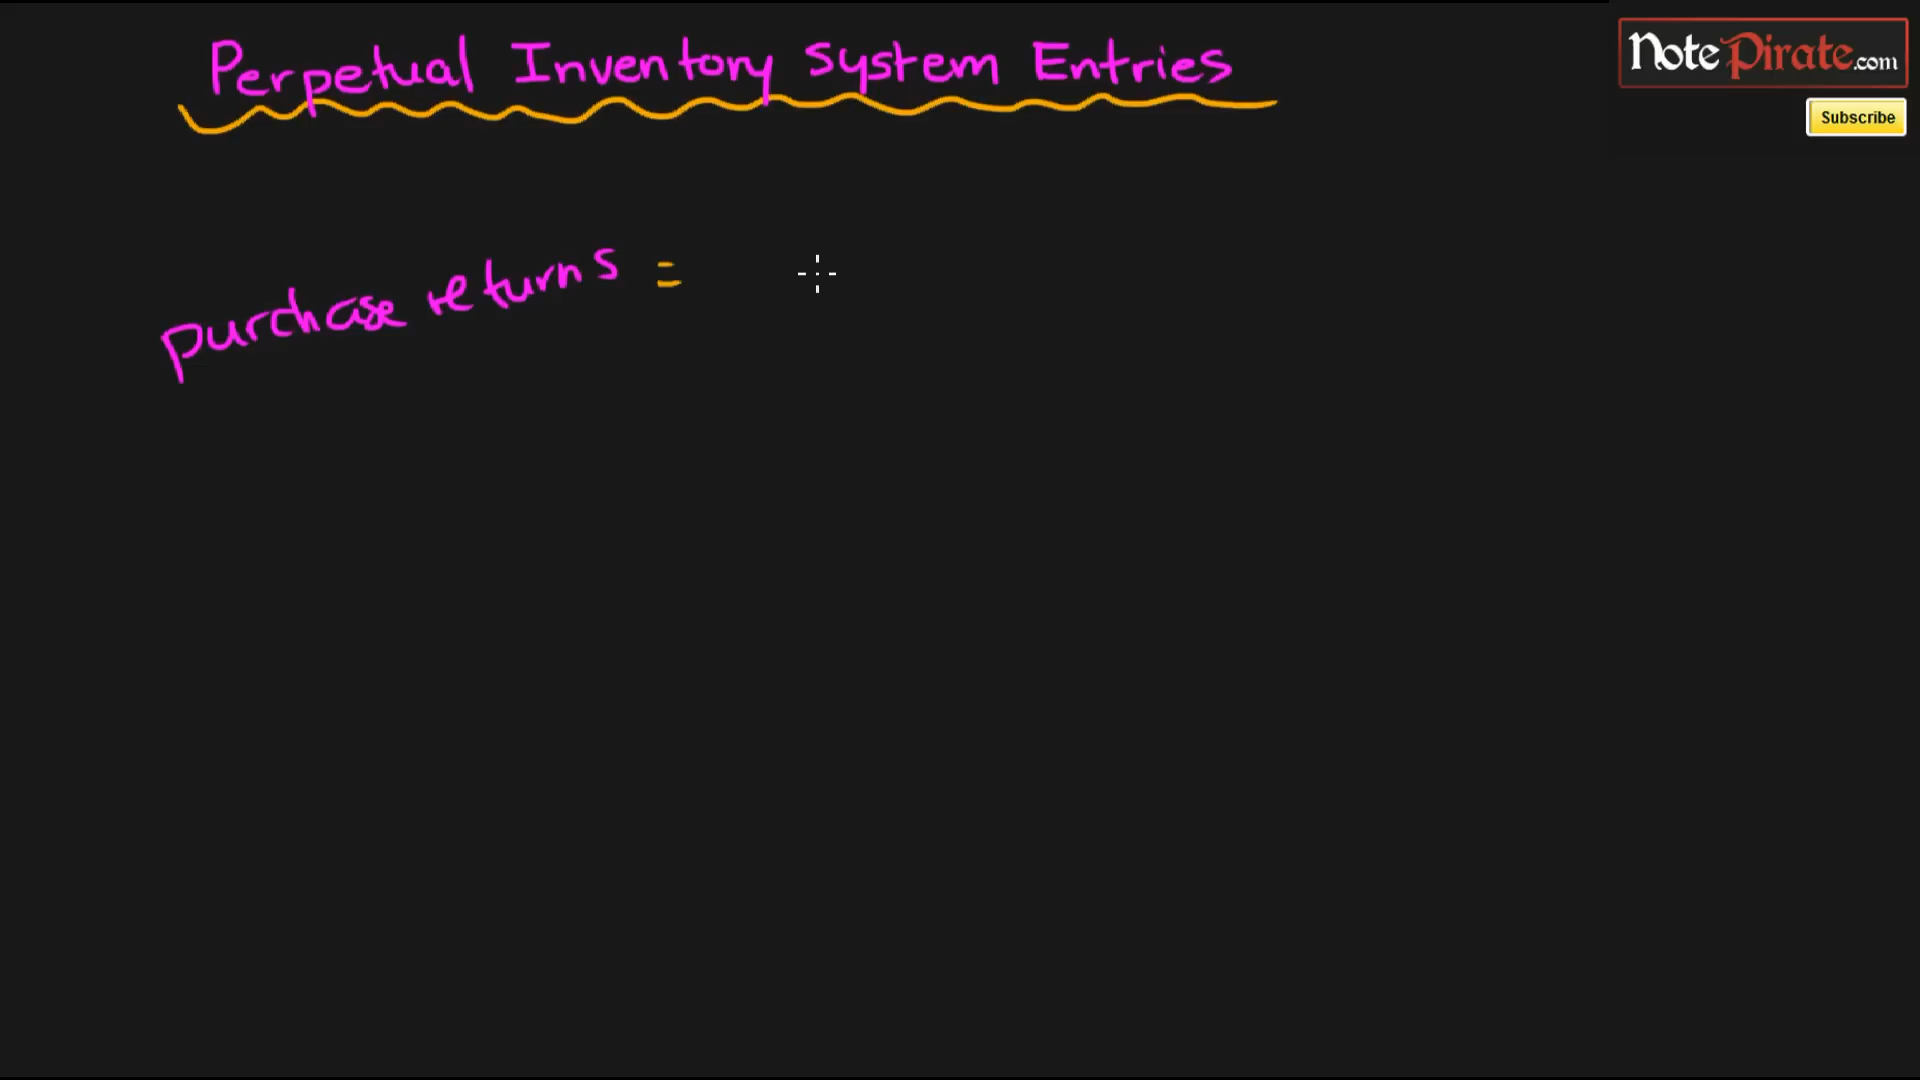 Perpetual Inventory System Entries
NotePirate.com
Subscribe
purchase returns =